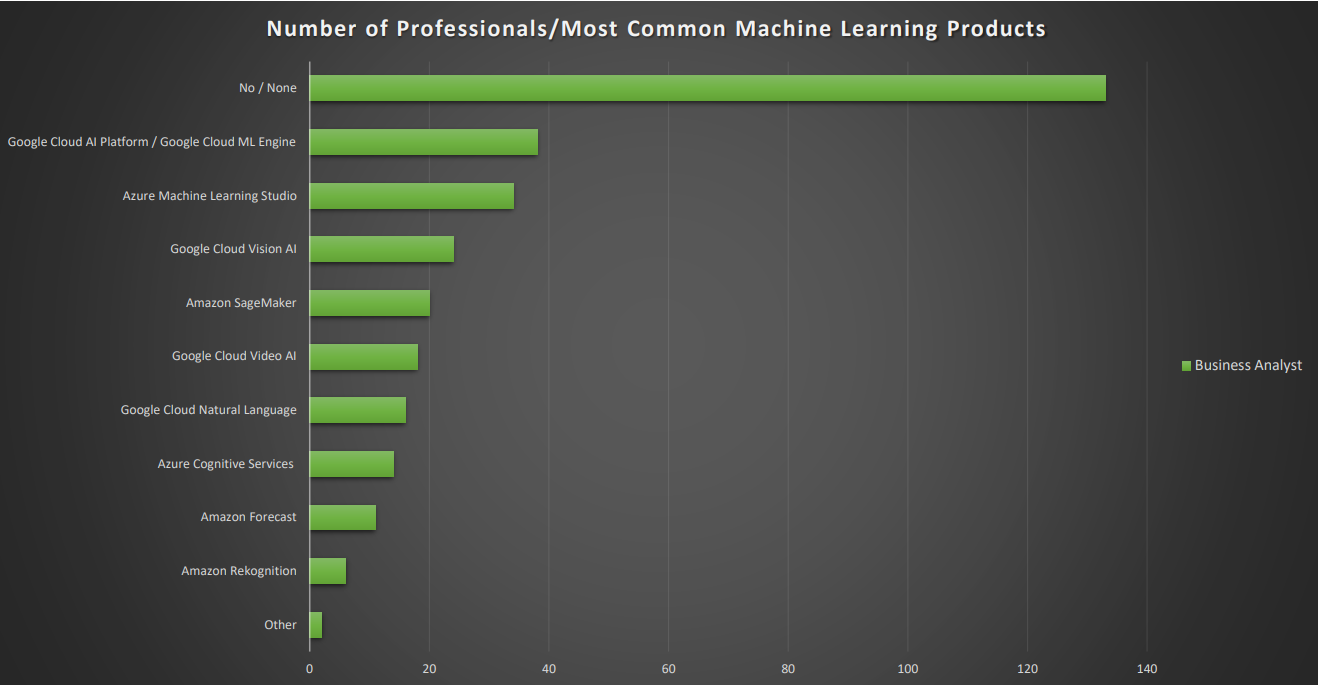 Number of Professionals/Most Common Machine Learning Products
No / None
Google Cloud AI Platform / Google Cloud ML Engine
Azure Machine Learning Studio
Google Cloud Vision AI
Amazon SageMaker
Google Cloud Video AI
Business Analyst
Google Cloud Natural Language
Azure Cognitive Services
Amazon Forecast
Amazon Rekognition
Other
0 20 40 60 80 100 120 140